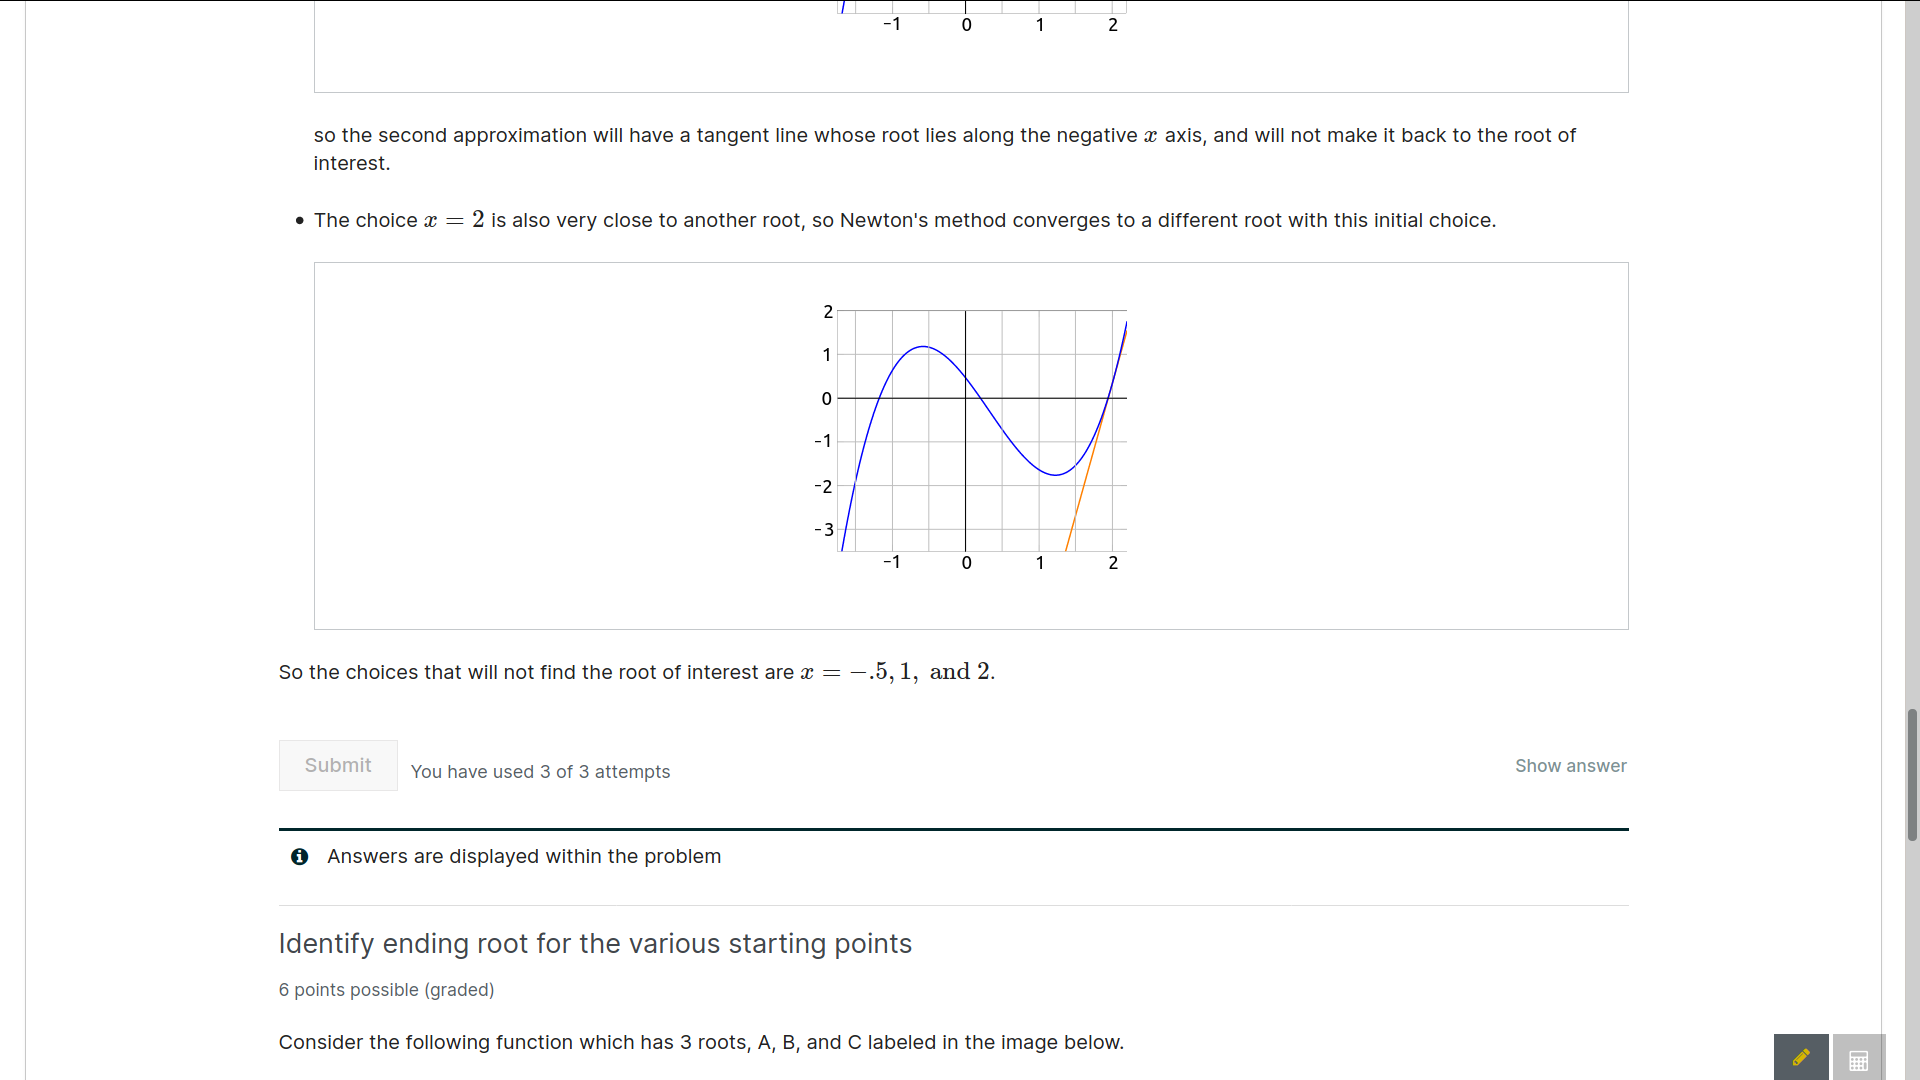 -1 0 1 2
so the second approximation will have a tangent line whose root lies along the negative x axis, and will not make it back to the root of
interest.
• The choice x = 2 is also very close to another root, so Newton's method converges to a different root with this initial choice.
2
1
0
-1
-2
-3
-1 0 1 2
So the choices that will not find the root of interest are x = −.5, 1, and 2.
Submit You have used 3 of 3 attempts Show answer
Answers are displayed within the problem
Identify ending root for the various starting points
6 points possible (graded)
Consider the following function which has 3 roots, A, B, and C labeled in the image below.